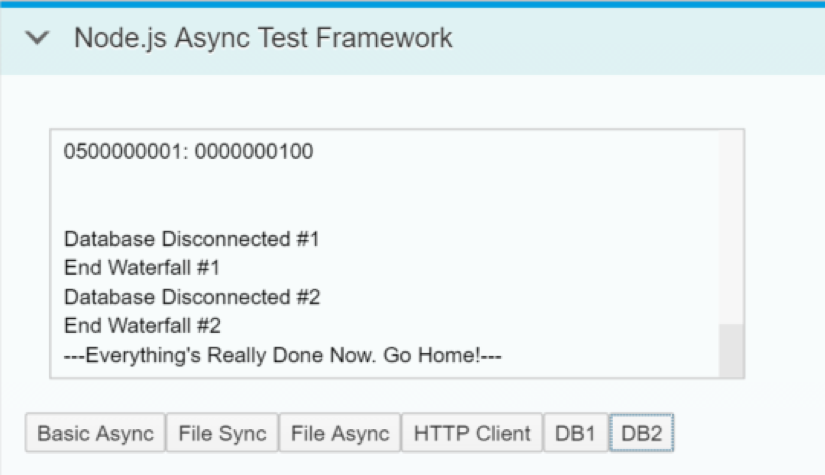 Node.js Async Test Framework
0500000001: 0000000100
Database Disconnected #1
End Waterfall #1
Database Disconnected #2
End Waterfall #2
---Everything's Really Done Now. Go Home!---
Basic Async File Sync File Async HTTP Client DB1 DB2